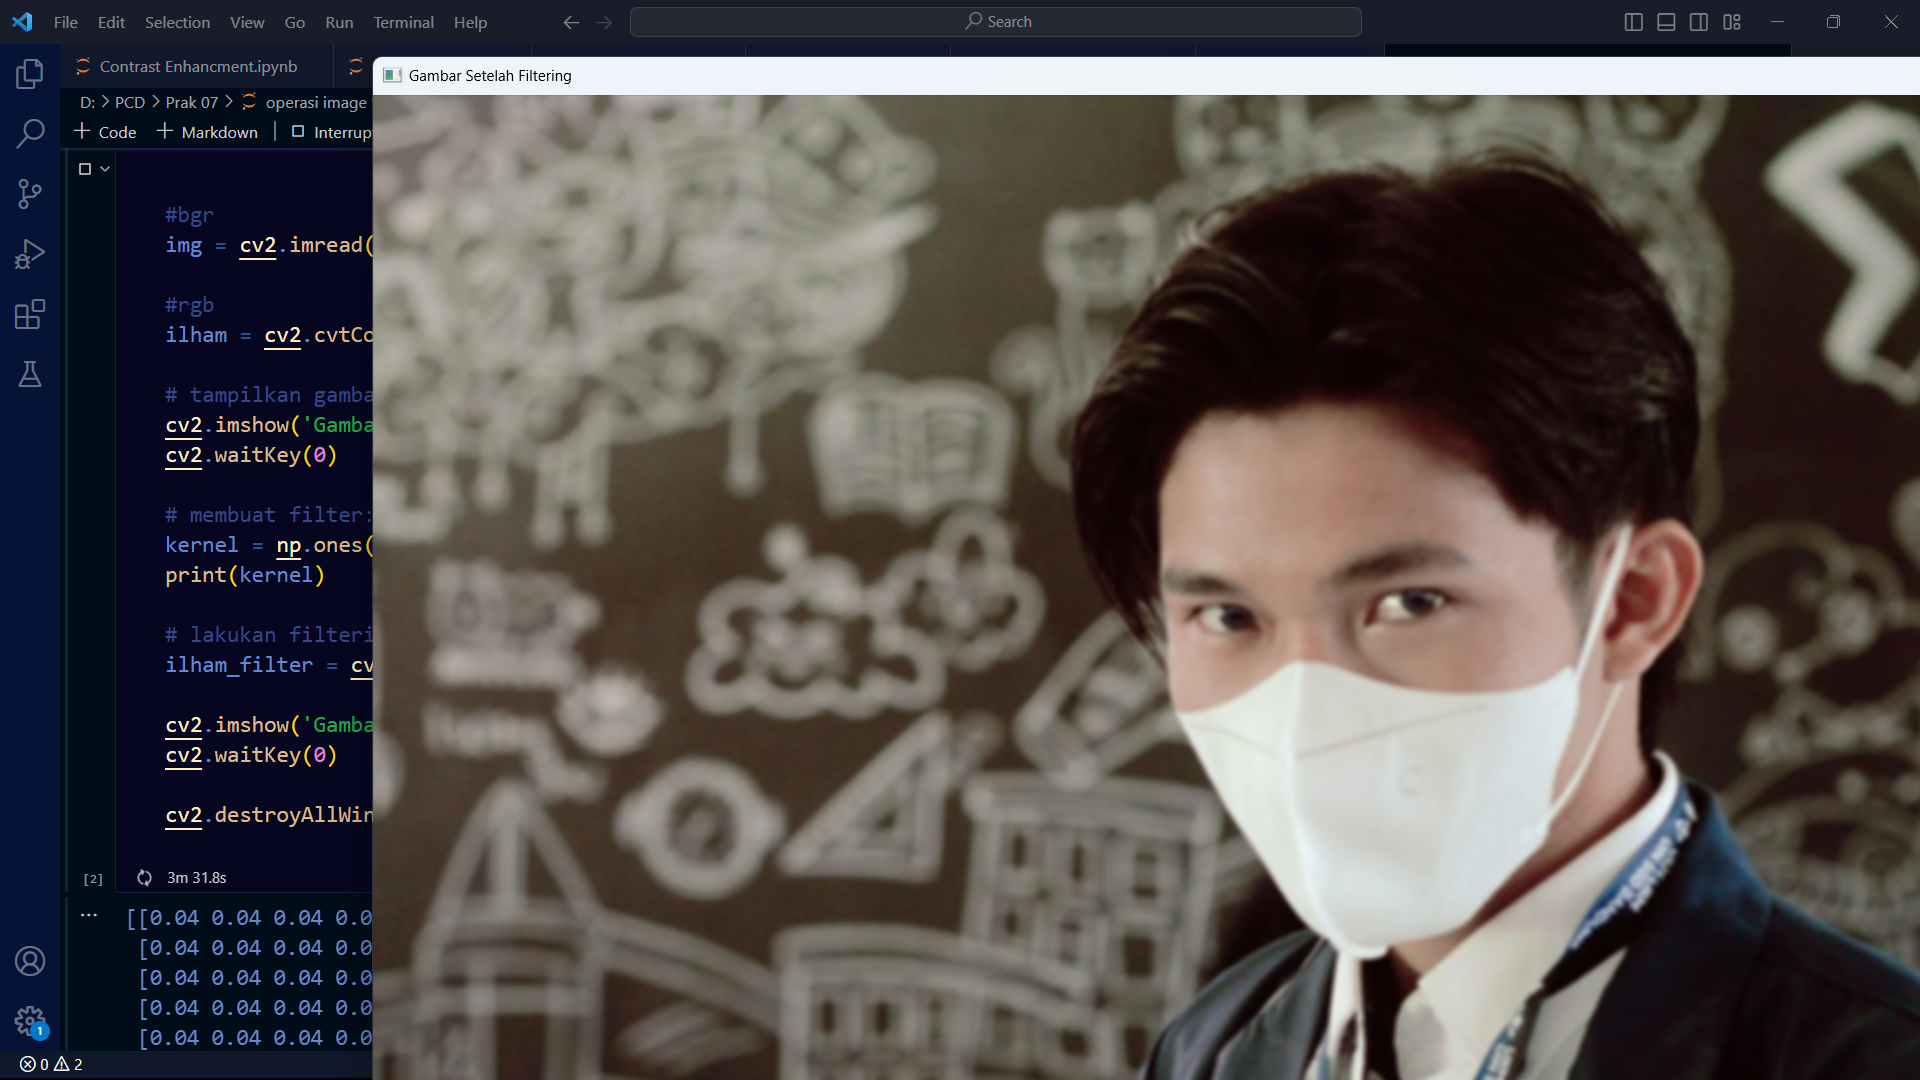 File Edit Selection View Go Run Terminal Help
Search
Contrast Enhancment.ipynb
Gambar Setelah Filtering
D: > PCD > Prak 07 > operasi image
+ Code + Markdown | Interrup
#bgr
img = cv2.imread(
#rgb
ilham = cv2.cvtCo
# tampilkan gamba
cv2.imshow('Gamba
cv2.waitKey(0)
# membuat filter:
kernel = np.ones(
print(kernel)
# lakukan filteri
ilham_filter = cv
cv2.imshow('Gamba
cv2.waitKey(0)
cv2.destroyAllWin
[2] 3m 31.8s
[[0.04 0.04 0.04 0.0
[0.04 0.04 0.04 0.0
[0.04 0.04 0.04 0.0
[0.04 0.04 0.04 0.0
[0.04 0.04 0.04 0.0
1
0 2